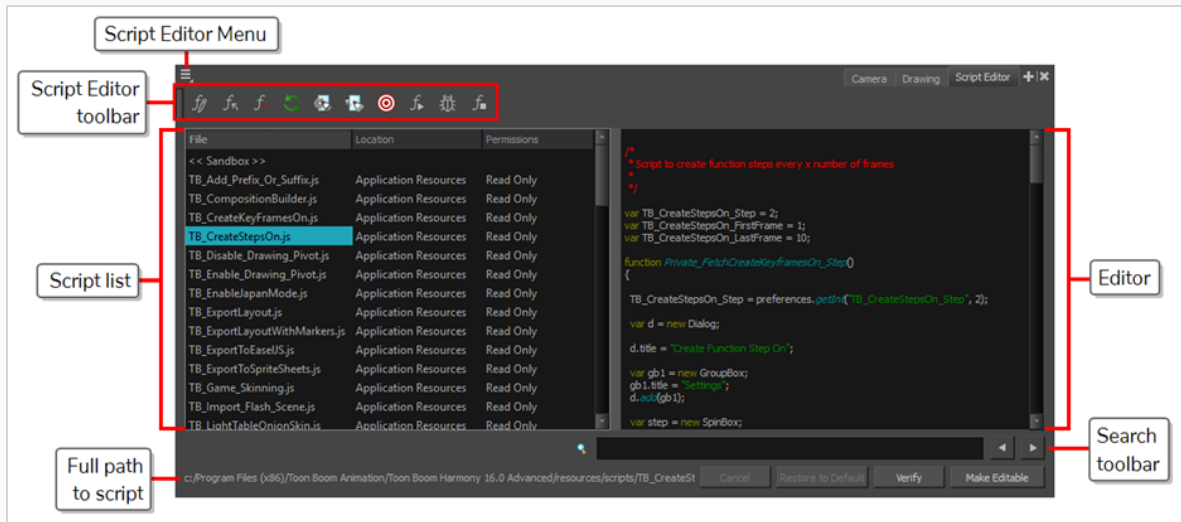 Script Editor Menu
Script Editor
toolbar
Camera
Drawing
Script Editor
File
Location
Permissions
<< Sandbox >>
TB_Add_Prefix_Or_Suffix.js Application Resources Read Only
TB_CompositionBuilder.js Application Resources Read Only
TB_CreateKeyFramesOn.js Application Resources Read Only
TB_CreateStepsOn.js Application Resources Read Only
TB_Disable_Drawing_Pivot.js Application Resources Read Only
TB_Enable_Drawing_Pivot.js Application Resources Read Only
TB_EnableJapanMode.js Application Resources Read Only
TB_ExportLayout.js Application Resources Read Only
TB_ExportLayoutWithMarkers.js Application Resources Read Only
TB_ExportToEaselJS.js Application Resources Read Only
TB_ExportToSpriteSheets.js Application Resources Read Only
TB_Game_Skinning.js Application Resources Read Only
TB_Import_Flash_Scene.js Application Resources Read Only
TB_LightTableOnionSkin.js Application Resources Read Only
/*
* Script to create function steps every x number of frames
*
*/
var TB_CreateStepsOn_Step = 2;
var TB_CreateStepsOn_FirstFrame = 1;
var TB_CreateStepsOn_LastFrame = 10;
function Private_FetchCreateKeyframesOn_Step()
{
TB_CreateStepsOn_Step = preferences.getInt("TB_CreateStepsOn_Step", 2);
var d = new Dialog;
d.title = "Create Function Step On";
var gb1 = new GroupBox;
gb1.title = "Settings";
d.add(gb1);
var step = new SpinBox;
Script list
Editor
Search
toolbar
Full path
to script
c:/Program Files (x86)/Toon Boom Animation/Toon Boom Harmony 16.0 Advanced/resources/scripts/TB_CreateSt
Cancel
Restore to Default
Verify
Make Editable